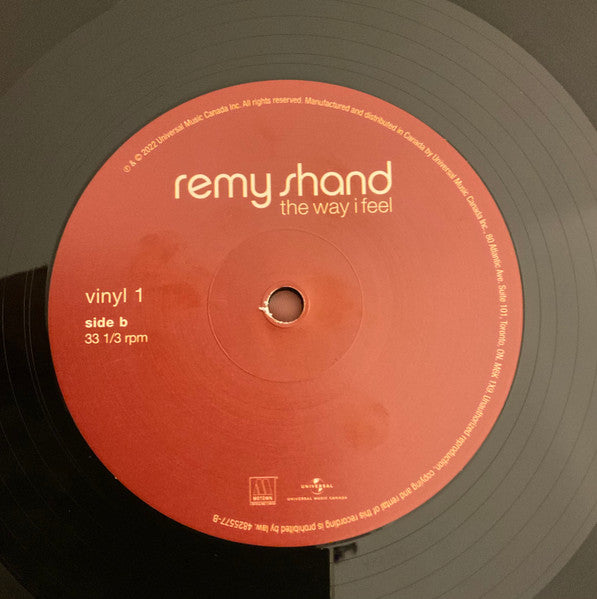 ℗ & © 2022 Universal Music Canada Inc. All rights reserved. Manufactured and distributed in Canada by Universal Music Canada Inc., 80 Atlantic Ave. Suite 101, Toronto, ON, M6K 1X9. Unauthorized reproduction, copying and rental of this recording is prohibited by law. 4825577-B
remy shand
the way i feel
vinyl 1
side b
33 1/3 rpm
M
MOTOWN
UNIVERSAL
UNIVERSAL MUSIC CANADA